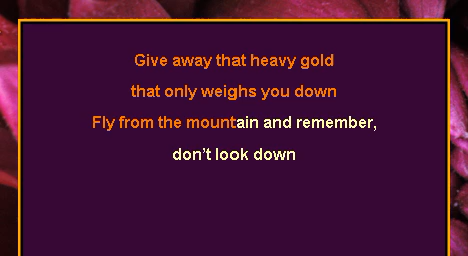 Give away that heavy gold
that only weighs you down
Fly from the mountain and remember,
don't look down